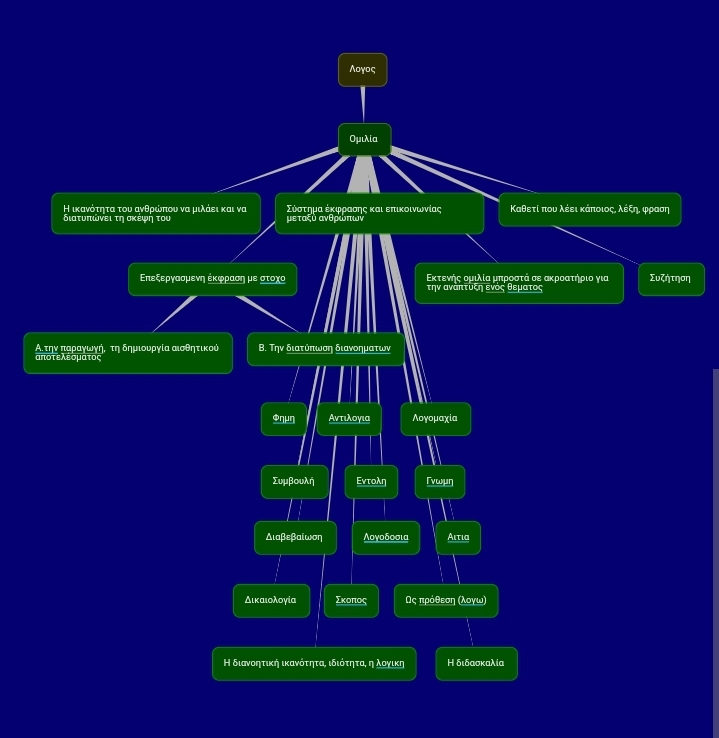 Λογος
Ομιλία
Η ικανότητα του ανθρώπου να μιλάει και να
διατυπώνει τη σκέψη του
Σύστημα έκφρασης και επικοινωνίας
μεταξύ ανθρώπων
Καθετί που λέει κάποιος, λέξη, φραση
Επεξεργασμενη έκφραση με στοχο
Εκτενής ομιλία μπροστά σε ακροατήριο για
την ανάπτυξη ενός θεματος
Συζήτηση
Α.την παραγωγή, τη δημιουργία αισθητικού
αποτελέσματος
Β. Την διατύπωση διανοηματων
Φημη
Αντιλογια
Λογομαχία
Συμβουλή
Εντολη
Γνωμη
Διαβεβαίωση
Λογοδοσια
Αιτια
Δικαιολογία
Σκοπος
Ως πρόθεση (λογω)
Η διανοητική ικανότητα, ιδιότητα, η λογικη
Η διδασκαλία